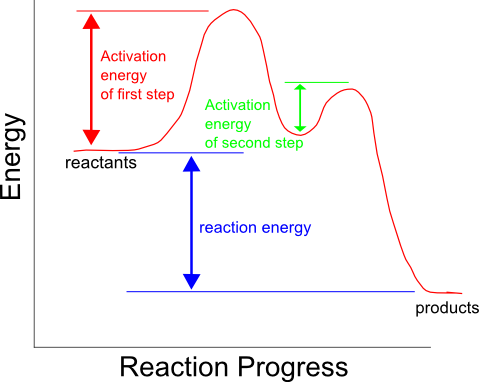 Activation
energy
of first step
Activation
energy
of second step
reactants
reaction energy
products
Energy
Reaction Progress